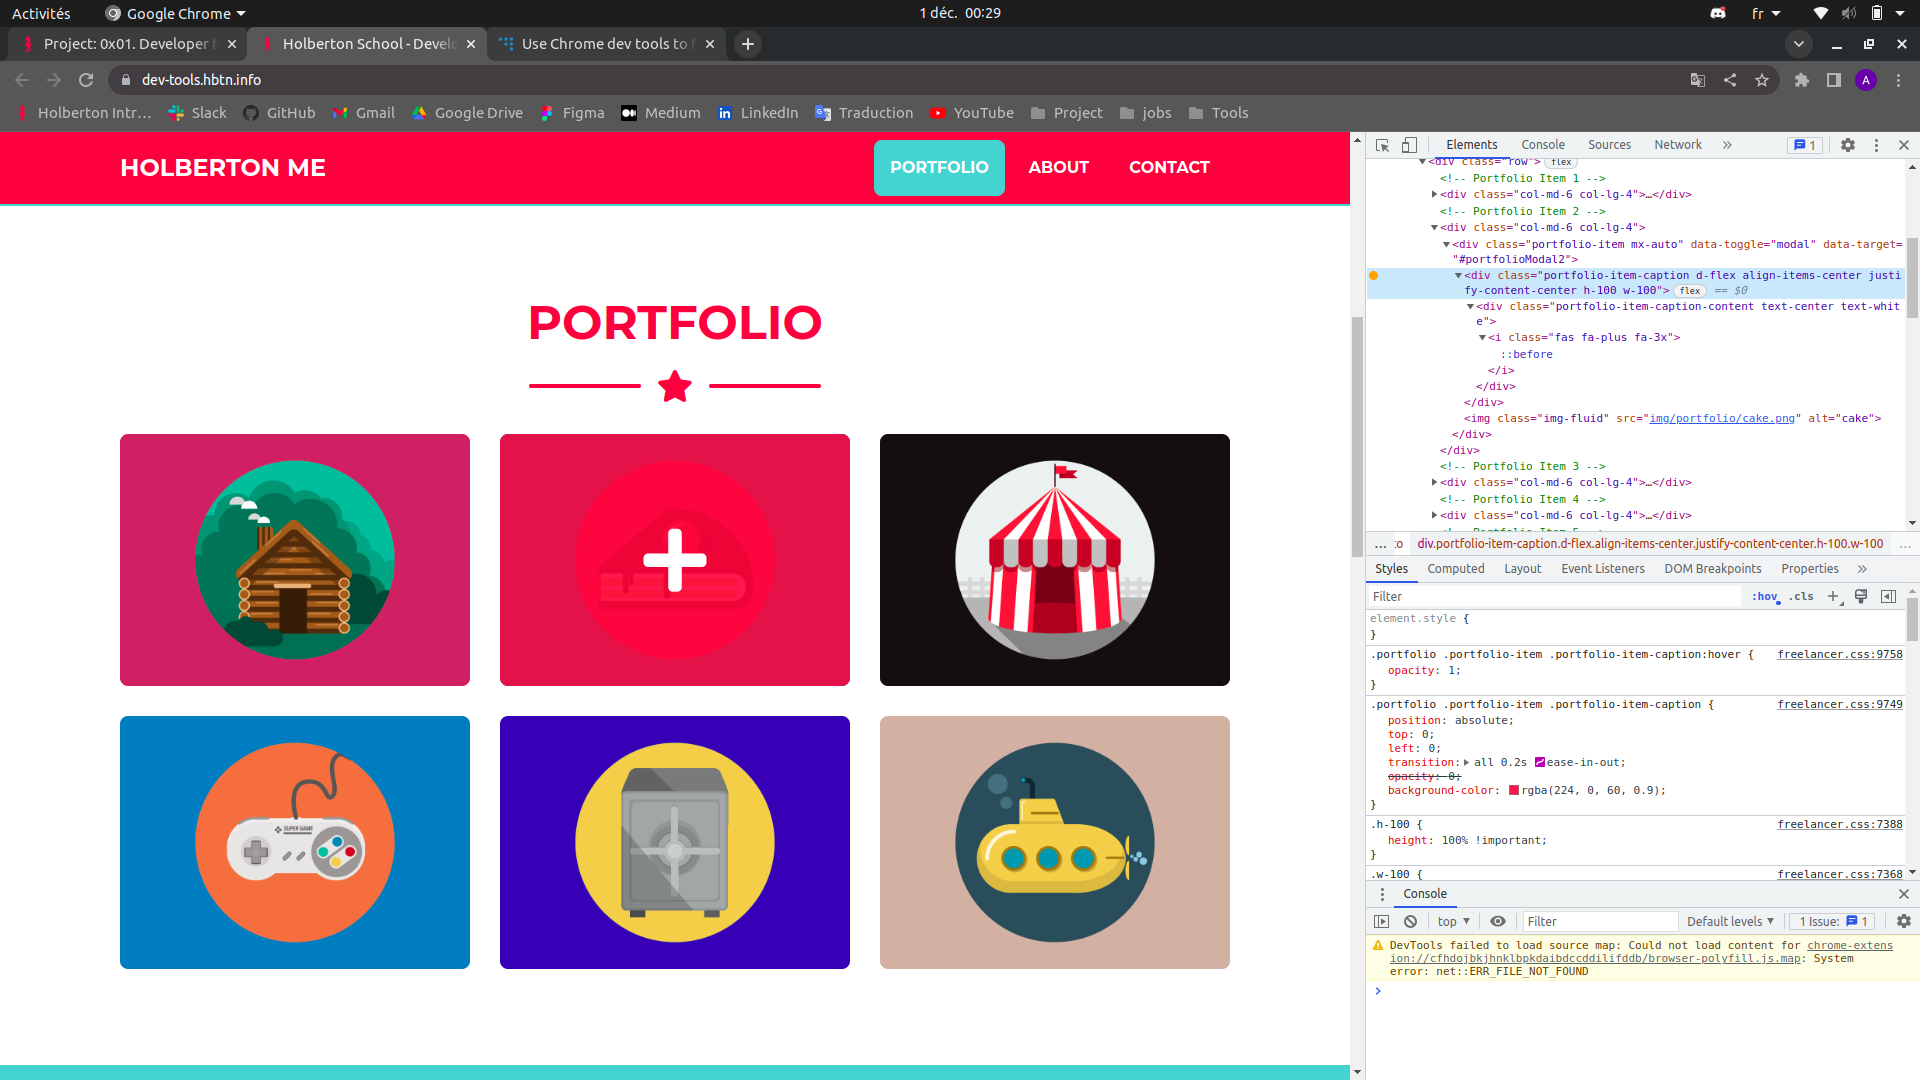 Activités
Google Chrome
1 déc. 00:29
fr
Project: 0x01. Developer t
Holberton School - Develo
Use Chrome dev tools to f
dev-tools.hbtn.info
A
Holberton Intr...
Slack
GitHub
Gmail
Google Drive
Figma
Medium
LinkedIn
Traduction
YouTube
Project
jobs
Tools
HOLBERTON ME
PORTFOLIO
ABOUT
CONTACT
PORTFOLIO
SUPER GAME
Elements
Console
Sources
Network
1
<div class="row"> flex
<!-- Portfolio Item 1 -->
<div class="col-md-6 col-lg-4">…</div>
<!-- Portfolio Item 2 -->
<div class="col-md-6 col-lg-4">
<div class="portfolio-item mx-auto" data-toggle="modal" data-target=
"#portfolioModal2">
<div class="portfolio-item-caption d-flex align-items-center justi
fy-content-center h-100 w-100"> flex == $0
<div class="portfolio-item-caption-content text-center text-whit
e">
<i class="fas fa-plus fa-3x">
::before
</i>
</div>
</div>
<img class="img-fluid" src="img/portfolio/cake.png" alt="cake">
</div>
</div>
<!-- Portfolio Item 3 -->
<div class="col-md-6 col-lg-4">…</div>
<!-- Portfolio Item 4 -->
<div class="col-md-6 col-lg-4">…</div>
... to div.portfolio-item-caption.d-flex.align-items-center.justify-content-center.h-100.w-100 ...
Styles
Computed
Layout
Event Listeners
DOM Breakpoints
Properties
Filter
:hov
.cls
element.style {
}
.portfolio .portfolio-item .portfolio-item-caption:hover { freelancer.css:9758
opacity: 1;
}
.portfolio .portfolio-item .portfolio-item-caption { freelancer.css:9749
position: absolute;
top: 0;
left: 0;
transition: all 0.2s ease-in-out;
opacity: 0;
background-color: rgba(224, 0, 60, 0.9);
}
.h-100 { freelancer.css:7388
height: 100% !important;
}
.w-100 { freelancer.css:7368
Console
top
Filter
Default levels
1 Issue: 1
DevTools failed to load source map: Could not load content for chrome-extens
ion://cfhdojbkjhnklbpkdaibdccddilifddb/browser-polyfill.js.map: System
error: net::ERR_FILE_NOT_FOUND